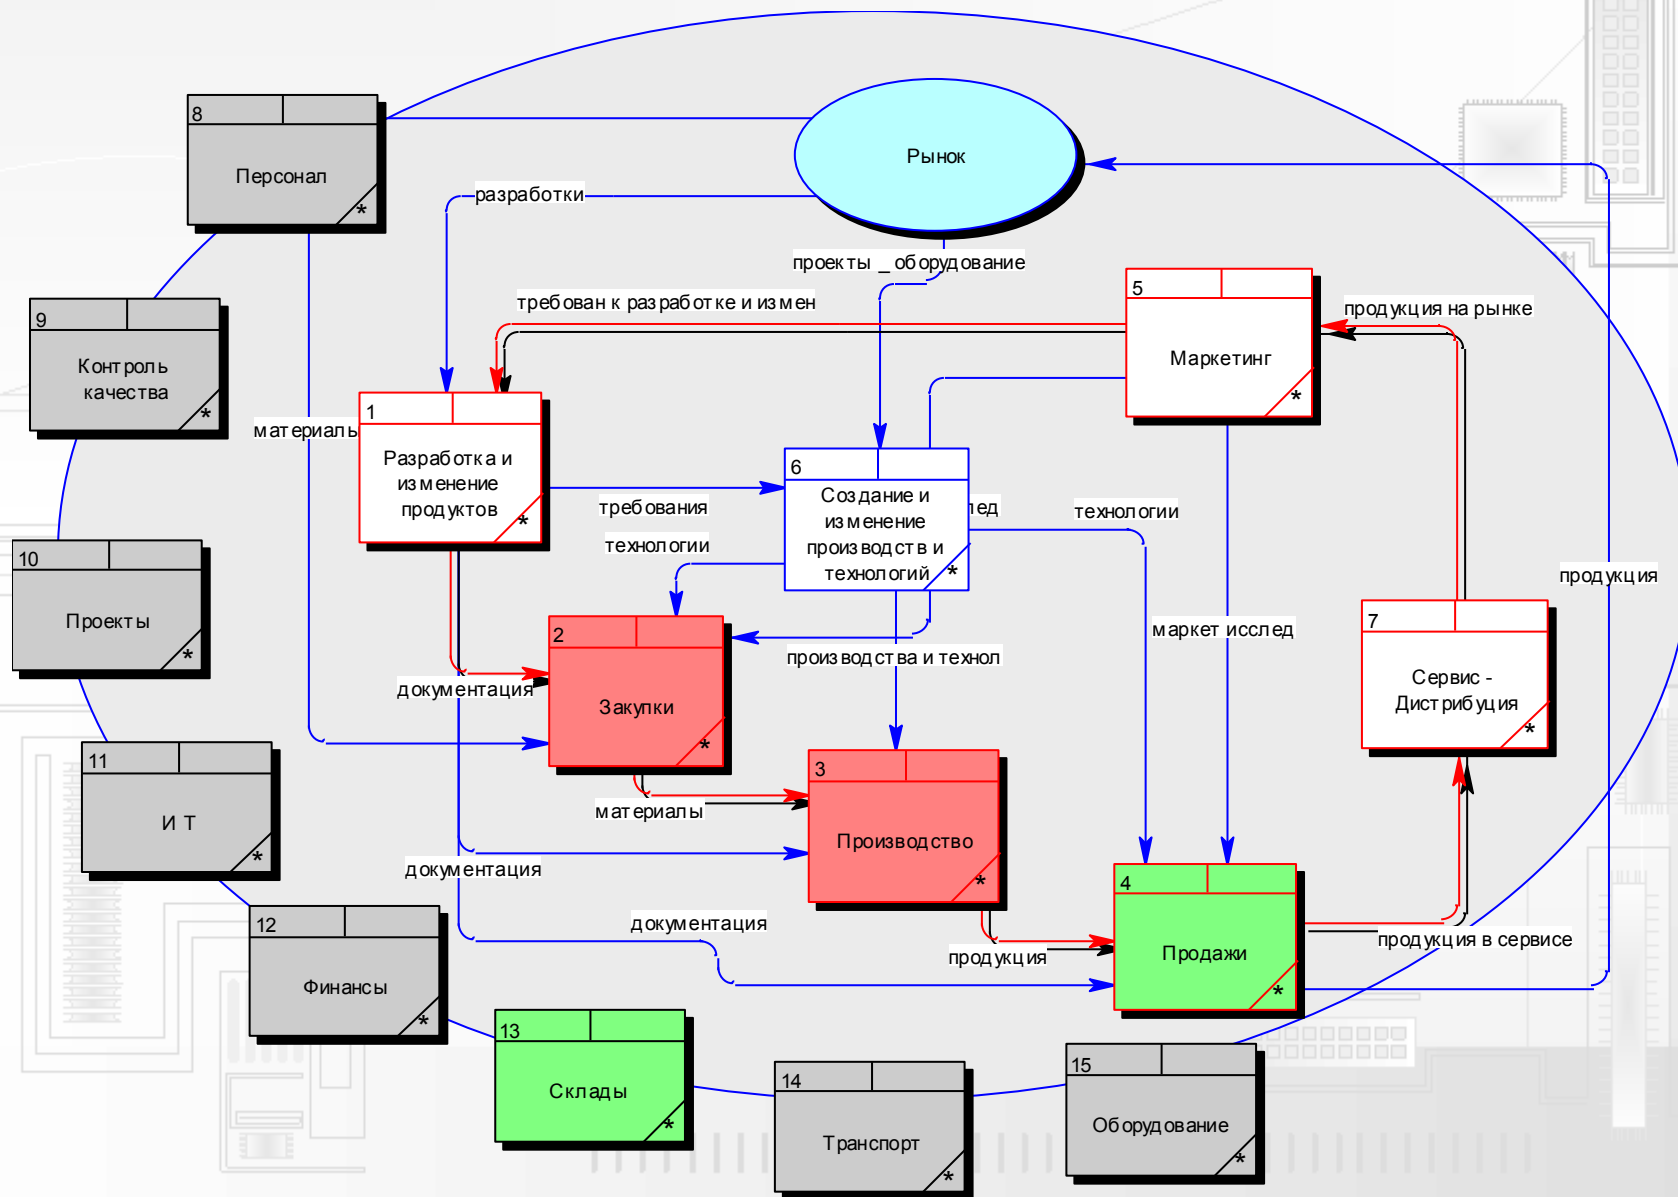 8
Персонал
*
Рынок
разработки
проекты _ оборудование
5
Маркетинг
*
требован к разработке и измен
продукция на рынке
9
Контроль
качества
*
материаль
1
Разработка и
изменение
продуктов
*
6
Создание и
изменение
производств и
технологий
*
требования
лед
технологии
технологии
10
Проекты
*
продукция
7
Сервис -
Дистрибуция
*
2
Закупки
*
маркет исслед
производства и технол
документация
11
И Т
*
3
Производство
*
материалы
документация
4
Продажи
*
12
Финансы
*
документация
продукция
продукция в сервисе
13
Склады
*
14
Транспорт
*
15
Оборудование
*